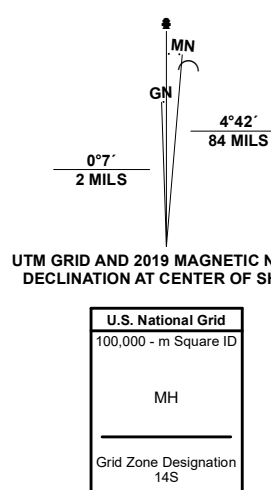 MN
GN
4°42´
84 MILS
0°7´
2 MILS
UTM GRID AND 2019 MAGNETIC N
DECLINATION AT CENTER OF SH
U.S. National Grid
100,000 - m Square ID
MH
Grid Zone Designation
14S